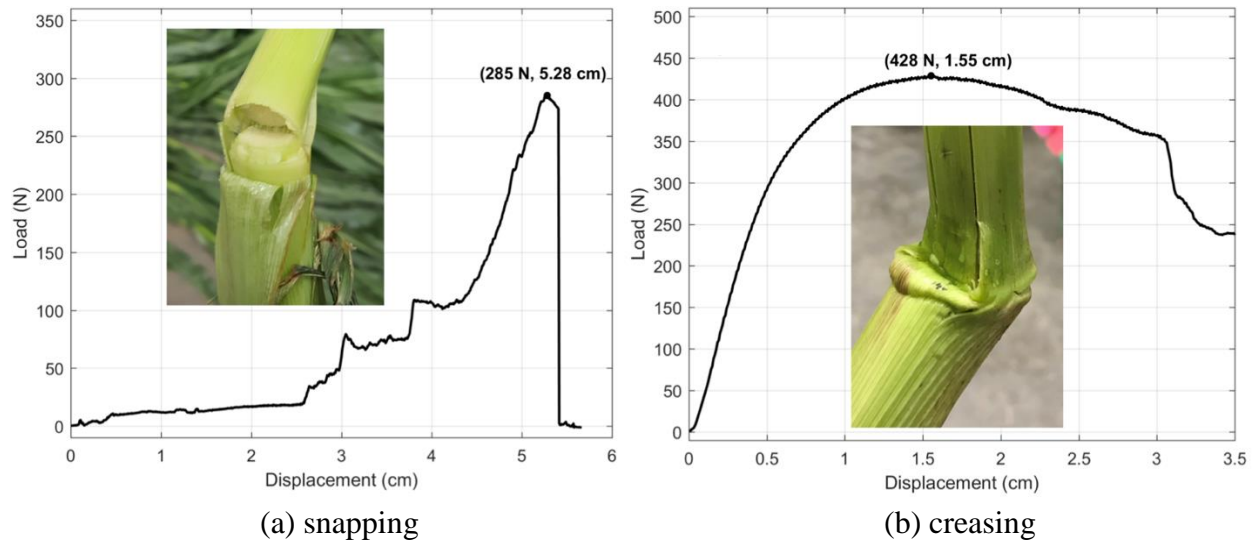 350
300
250
200
150
100
50
0
Load (N)
(285 N, 5.28 cm)
0 1 2 3 4 5 6
Displacement (cm)
(a) snapping
500
450
400
350
300
250
200
150
100
50
0
Load (N)
(428 N, 1.55 cm)
0 0.5 1 1.5 2 2.5 3 3.5
Displacement (cm)
(b) creasing